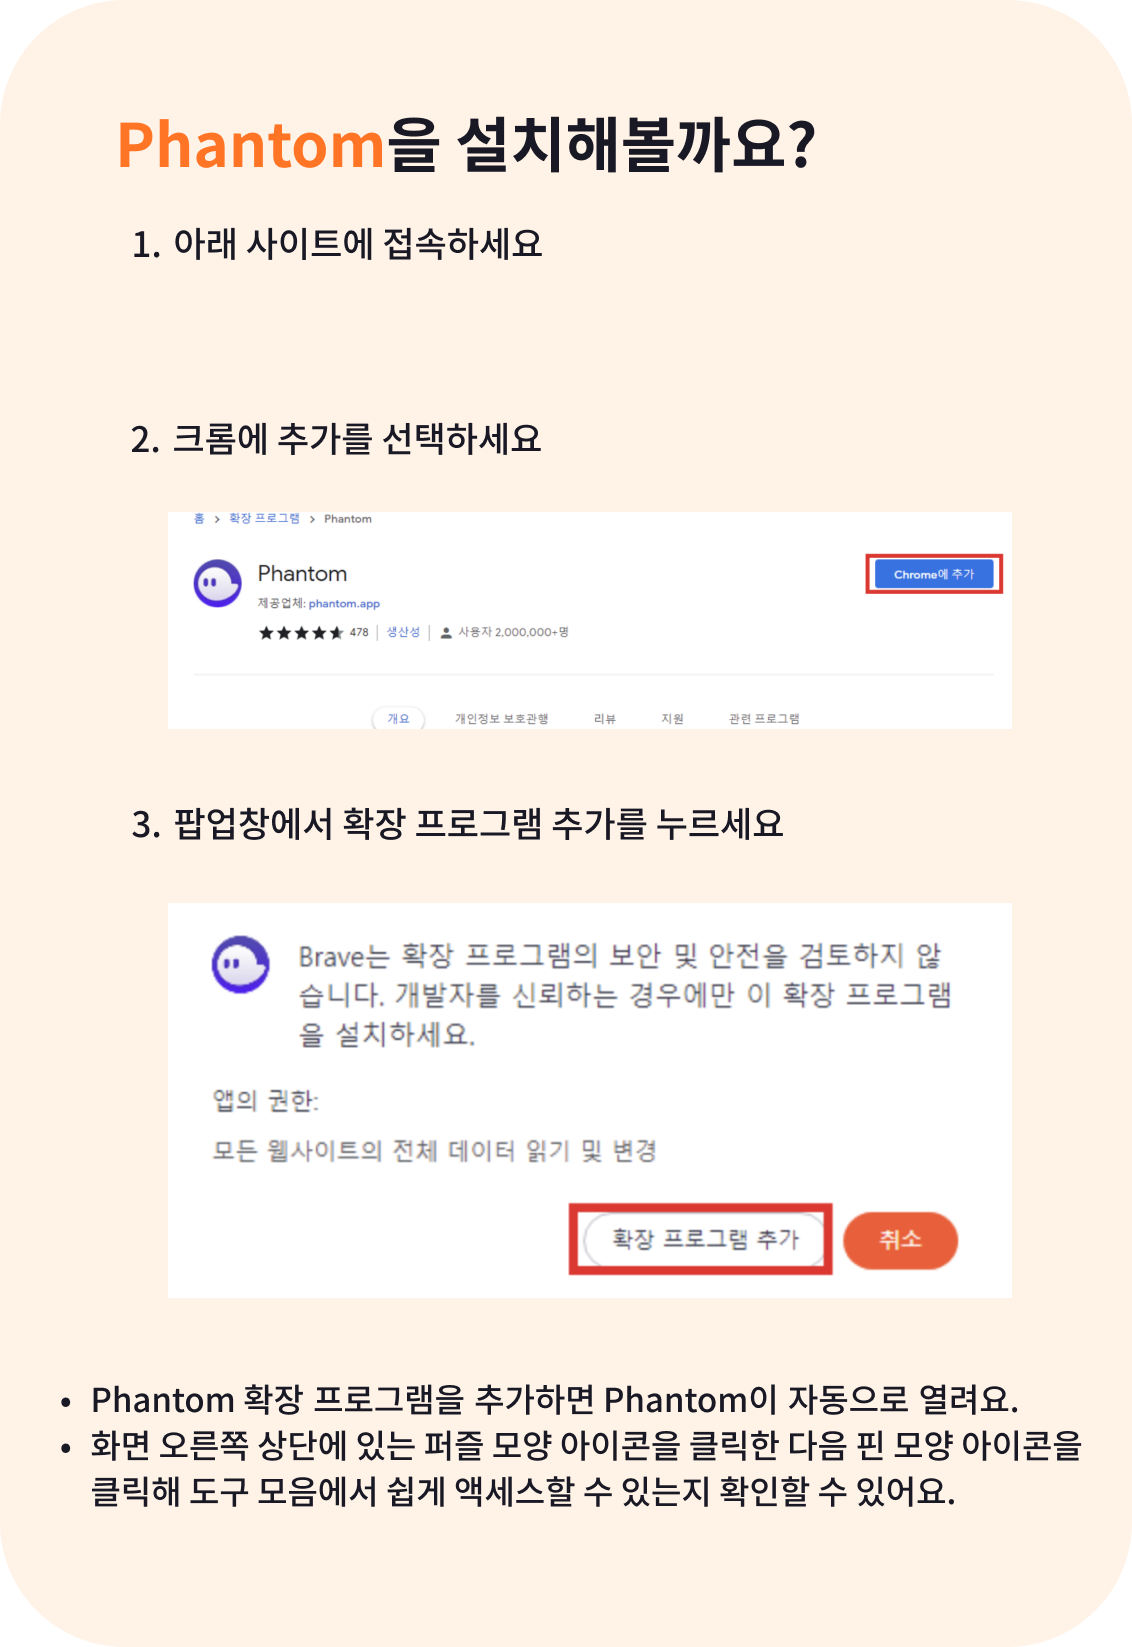 Phantom을 설치해볼까요?
1. 아래 사이트에 접속하세요
2. 크롬에 추가를 선택하세요
홈 > 확장 프로그램 > Phantom
Phantom
Chrome에 추가
제공업체: phantom.app
★★★★★ 478 | 생산성 | 사용자 2,000,000+명
개요 개인정보 보호관행 리뷰 지원 관련 프로그램
3. 팝업창에서 확장 프로그램 추가를 누르세요
Brave는 확장 프로그램의 보안 및 안전을 검토하지 않
습니다. 개발자를 신뢰하는 경우에만 이 확장 프로그램
을 설치하세요.
앱의 권한:
모든 웹사이트의 전체 데이터 읽기 및 변경
확장 프로그램 추가 취소
• Phantom 확장 프로그램을 추가하면 Phantom이 자동으로 열려요.
• 화면 오른쪽 상단에 있는 퍼즐 모양 아이콘을 클릭한 다음 핀 모양 아이콘을
클릭해 도구 모음에서 쉽게 액세스할 수 있는지 확인할 수 있어요.